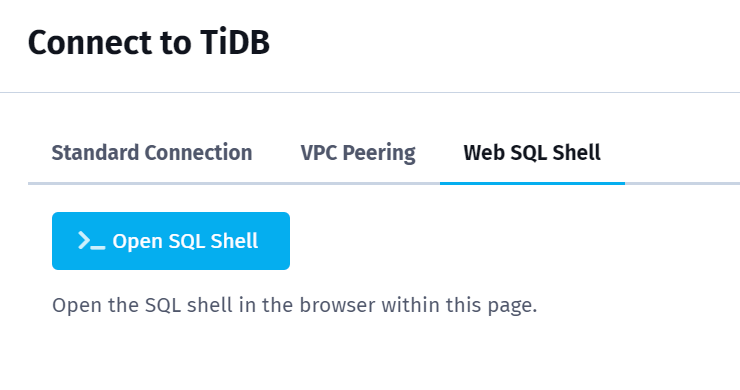 Connect to TiDB
Standard Connection VPC Peering Web SQL Shell
Open SQL Shell
Open the SQL shell in the browser within this page.